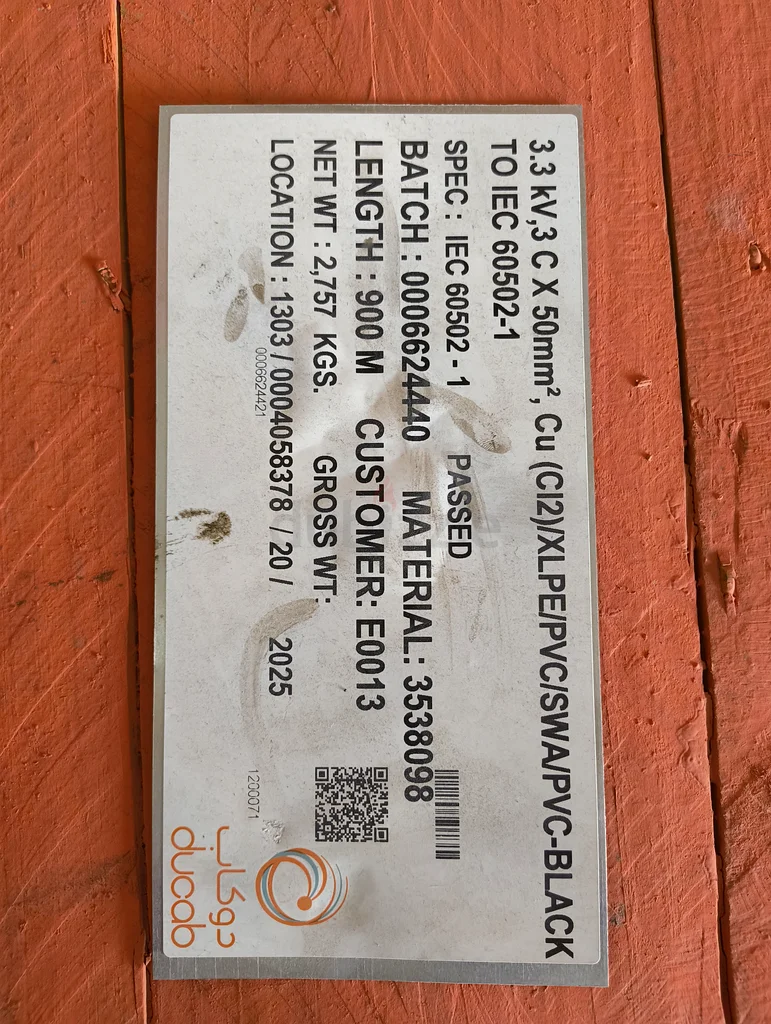 3.3 kV,3 C X 50mm², Cu (Cl2)/XLPE/PVC/SWA/PVC-BLACK
TO IEC 60502-1
SPEC : IEC 60502 - 1 PASSED
BATCH : 0006624440 MATERIAL : 3538098
LENGTH : 900 M CUSTOMER: E0013
NET WT : 2,757 KGS. GROSS WT:
LOCATION : 1303 / 0004058378 / 20 / 2025
0006624421
1200071
دوكاب
ducab